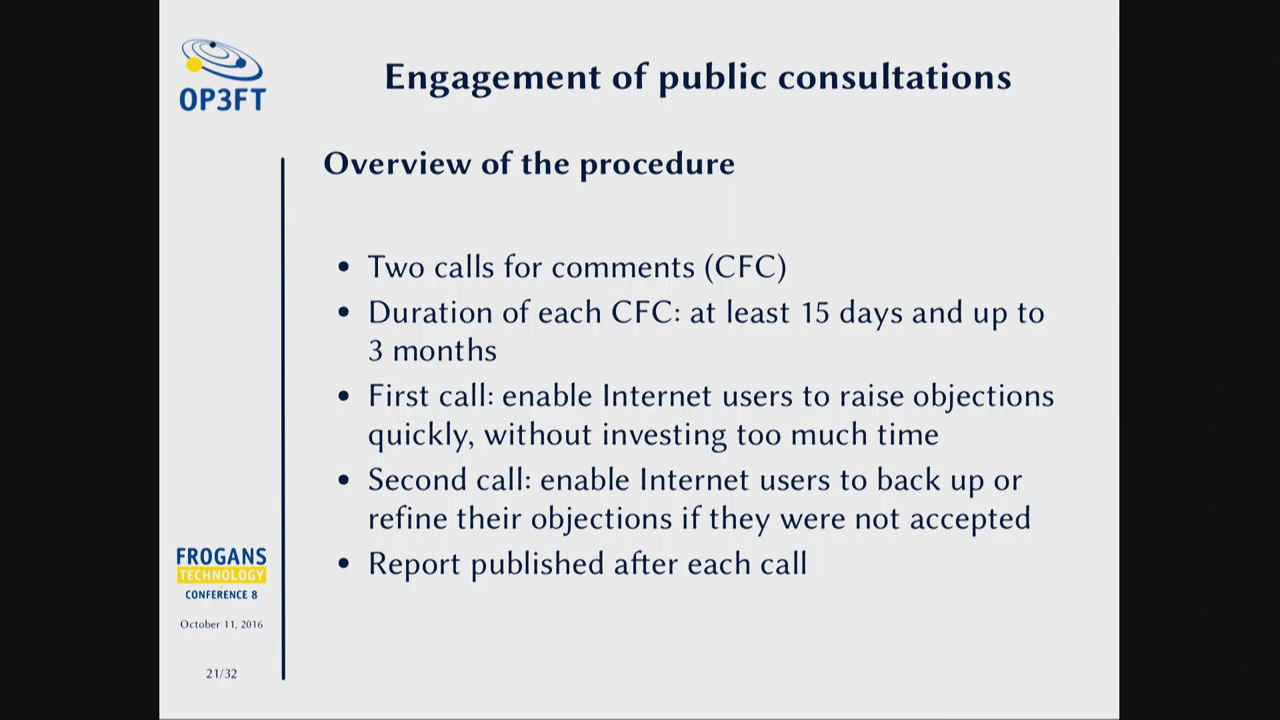 OP3FT
Engagement of public consultations
Overview of the procedure
• Two calls for comments (CFC)
• Duration of each CFC: at least 15 days and up to
3 months
• First call: enable Internet users to raise objections
quickly, without investing too much time
• Second call: enable Internet users to back up or
refine their objections if they were not accepted
• Report published after each call
FROGANS
TECHNOLOGY
CONFERENCE 8
October 11, 2016
21/32